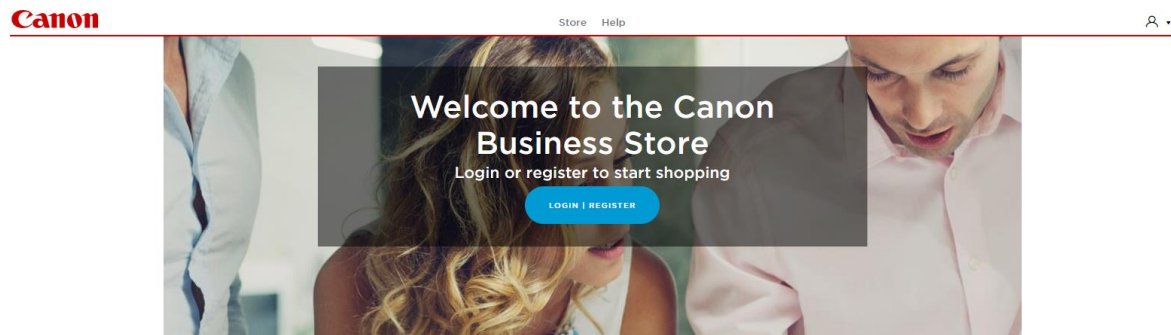 Canon
Store Help
Welcome to the Canon
Business Store
Login or register to start shopping
LOGIN | REGISTER